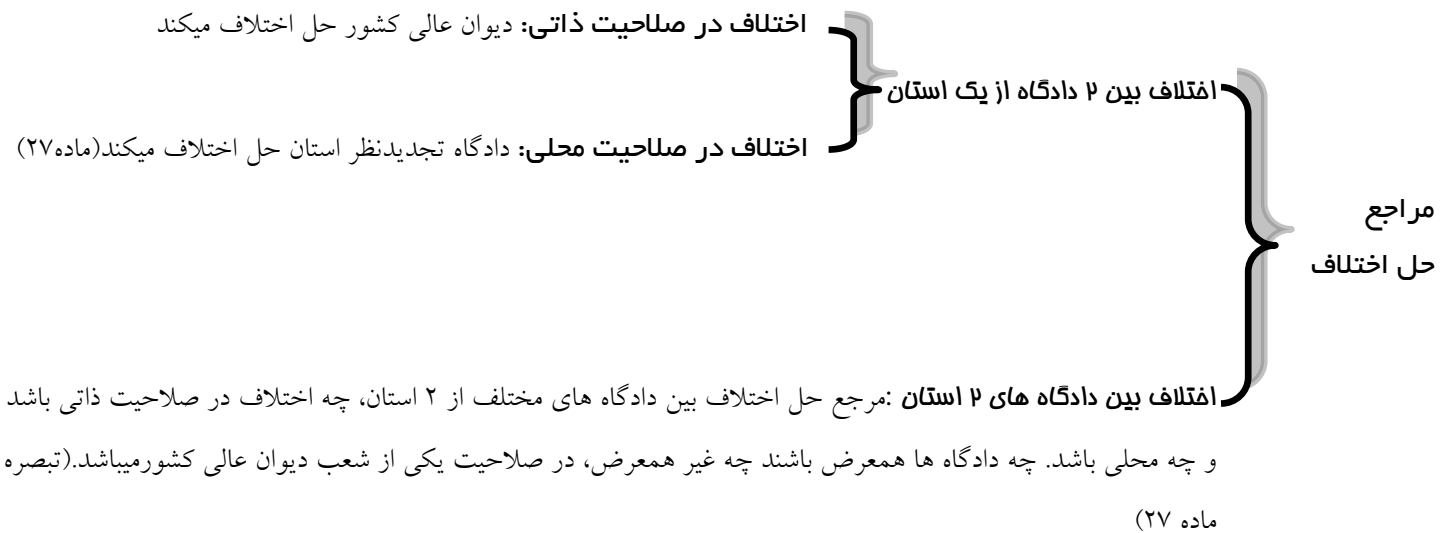 مراجع
حل اختلاف
اختلاف بین ۲ دادگاه از یک استان
اختلاف در صلاحیت ذاتی: دیوان عالی کشور حل اختلاف میکند
اختلاف در صلاحیت محلی: دادگاه تجدیدنظر استان حل اختلاف میکند(ماده۲۷)
اختلاف بین دادگاه های ۲ استان :مرجع حل اختلاف بین دادگاه های مختلف از ۲ استان، چه اختلاف در صلاحیت ذاتی باشد
و چه محلی باشد. چه دادگاه ها همعرض باشند چه غیر همعرض، در صلاحیت یکی از شعب دیوان عالی کشورمیباشد.(تبصره
ماده ۲۷)